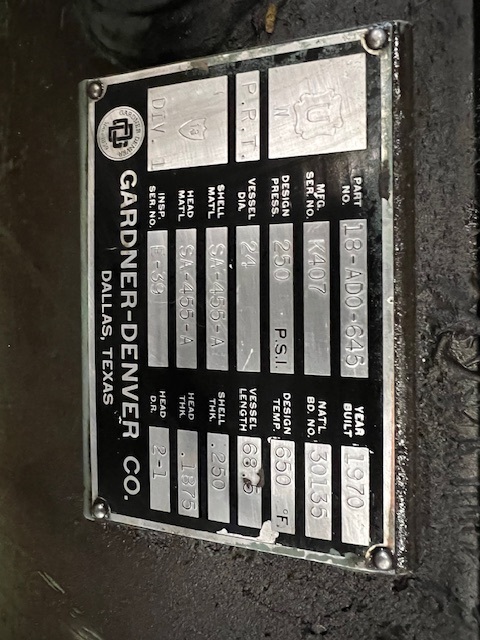 PART NO. 18-ADO-645 YEAR BUILT 1970
U
W
MFG. SER. NO. K407 NAT'L BD. NO. 30135
DESIGN PRESS. 250 P.S.I. DESIGN TEMP. 650 °F.
P.R.T. VESSEL DIA. 24 VESSEL LENGTH 68.5
SHELL MAT'L SA-455-A SHELL THK. .250
HEAD MAT'L SA-455-A HEAD THK. .1875
DIV. 1 INSP. SER. NO. HEAD D.R. 2-1
GARDNER-DENVER CO.
DALLAS, TEXAS